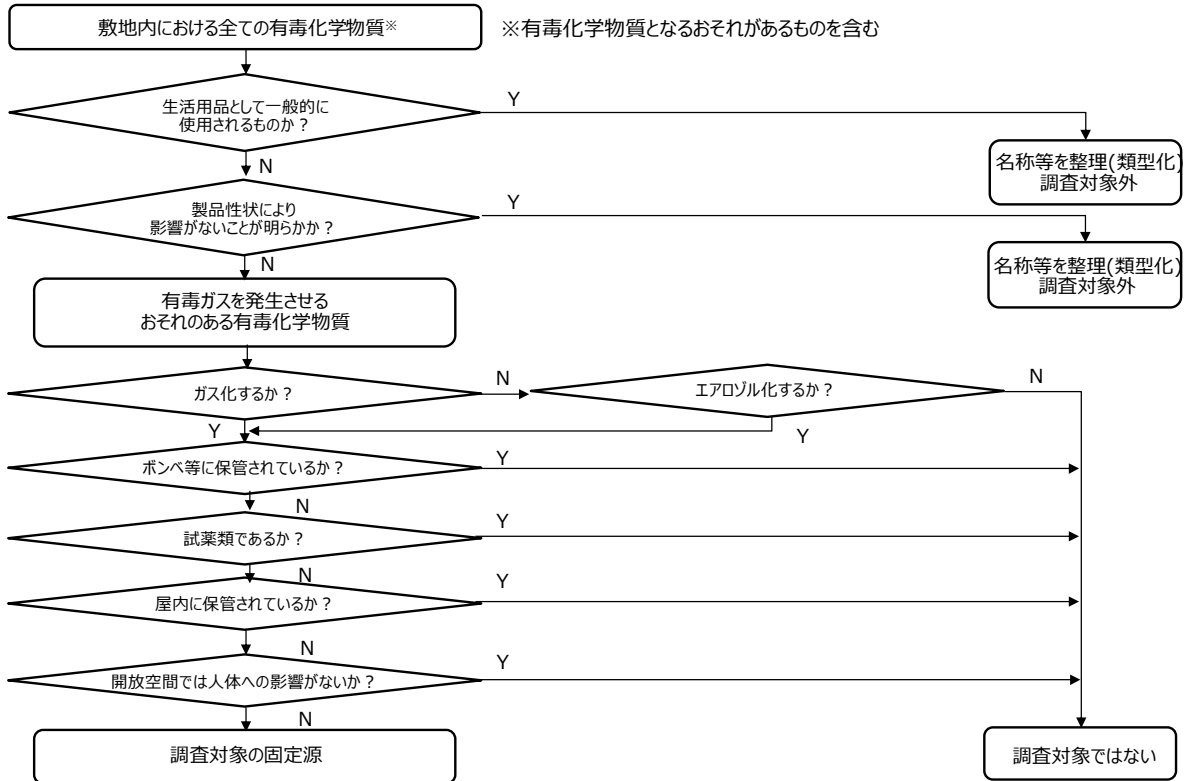 敷地内における全ての有毒化学物質※
※有毒化学物質となるおそれがあるものを含む
生活用品として一般的に
使用されるものか？
Y
N
名称等を整理(類型化)
調査対象外
製品性状により
影響がないことが明らかか？
Y
N
名称等を整理(類型化)
調査対象外
有毒ガスを発生させる
おそれのある有毒化学物質
ガス化するか？
N
エアロゾル化するか？
N
Y
Y
ボンベ等に保管されているか？
Y
N
試薬類であるか？
Y
N
屋内に保管されているか？
Y
N
開放空間では人体への影響がないか？
Y
N
調査対象の固定源
調査対象ではない